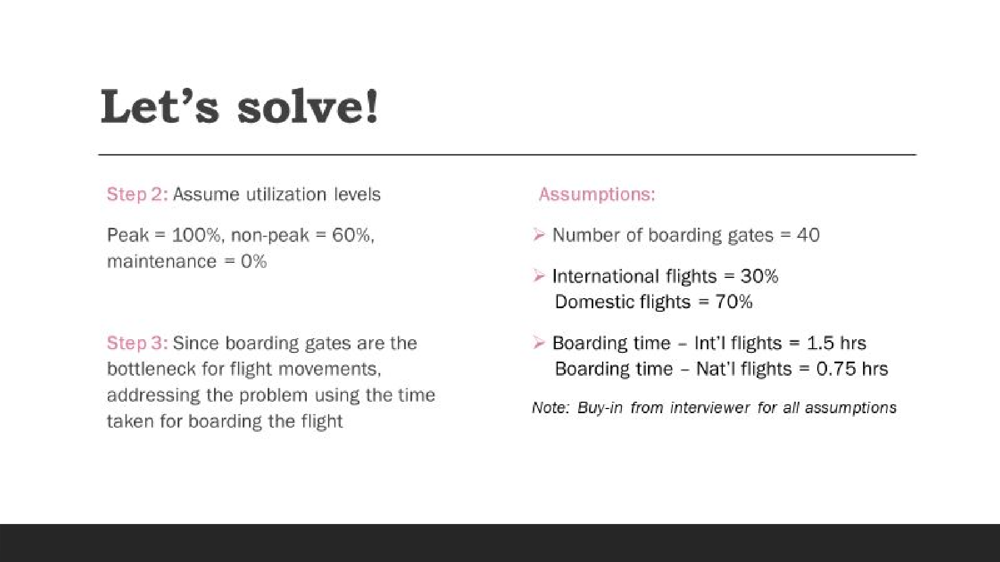 Let’s solve!
Step 2: Assume utilization levels
Peak = 100%, non-peak = 60%,
maintenance = 0%
Step 3: Since boarding gates are the
bottleneck for flight movements,
addressing the problem using the time
taken for boarding the flight
Assumptions:
➢ Number of boarding gates = 40
➢ International flights = 30%
Domestic flights = 70%
➢ Boarding time – Int’l flights = 1.5 hrs
Boarding time – Nat’l flights = 0.75 hrs
Note: Buy-in from interviewer for all assumptions